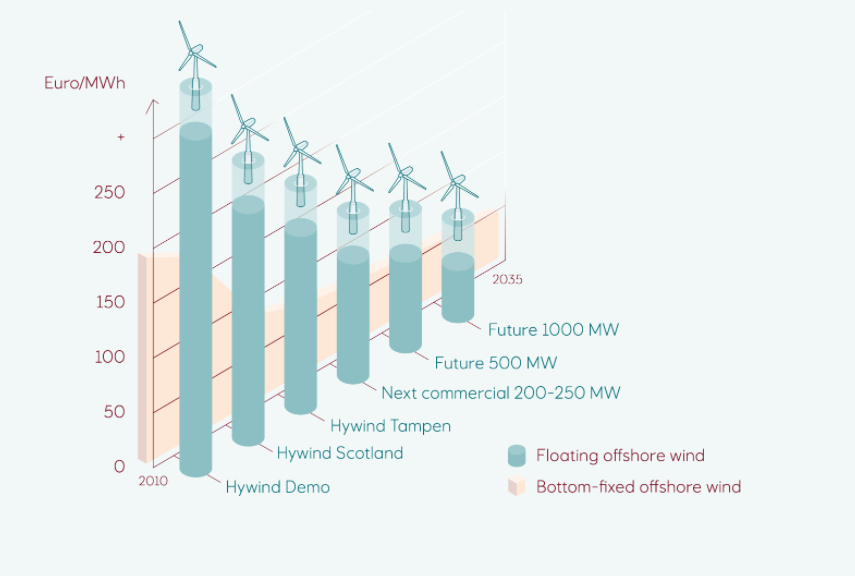 Euro/MWh
+
250
200
150
100
50
0
2010
2035
Future 1000 MW
Future 500 MW
Next commercial 200-250 MW
Hywind Tampen
Hywind Scotland
Hywind Demo
Floating offshore wind
Bottom-fixed offshore wind